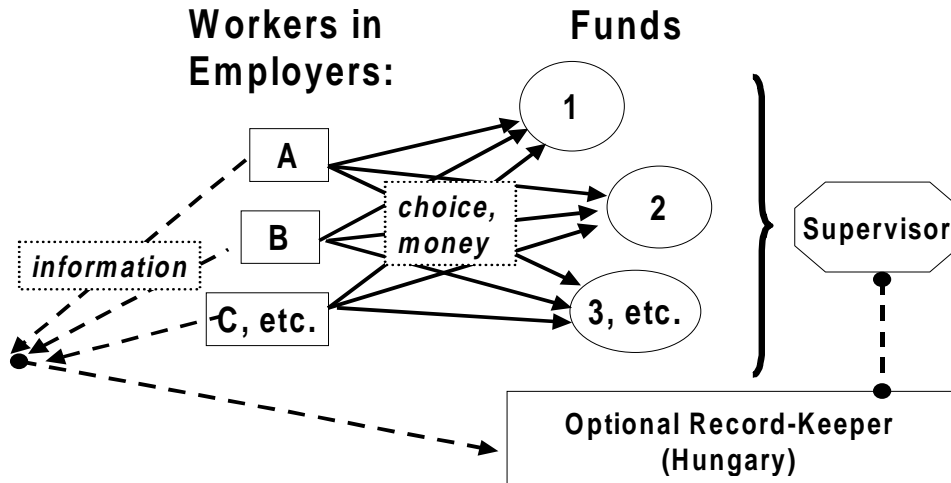 Workers in
Employers:
Funds
A
B
C, etc.
information
choice,
money
1
2
3, etc.
Supervisor
Optional Record-Keeper
(Hungary)